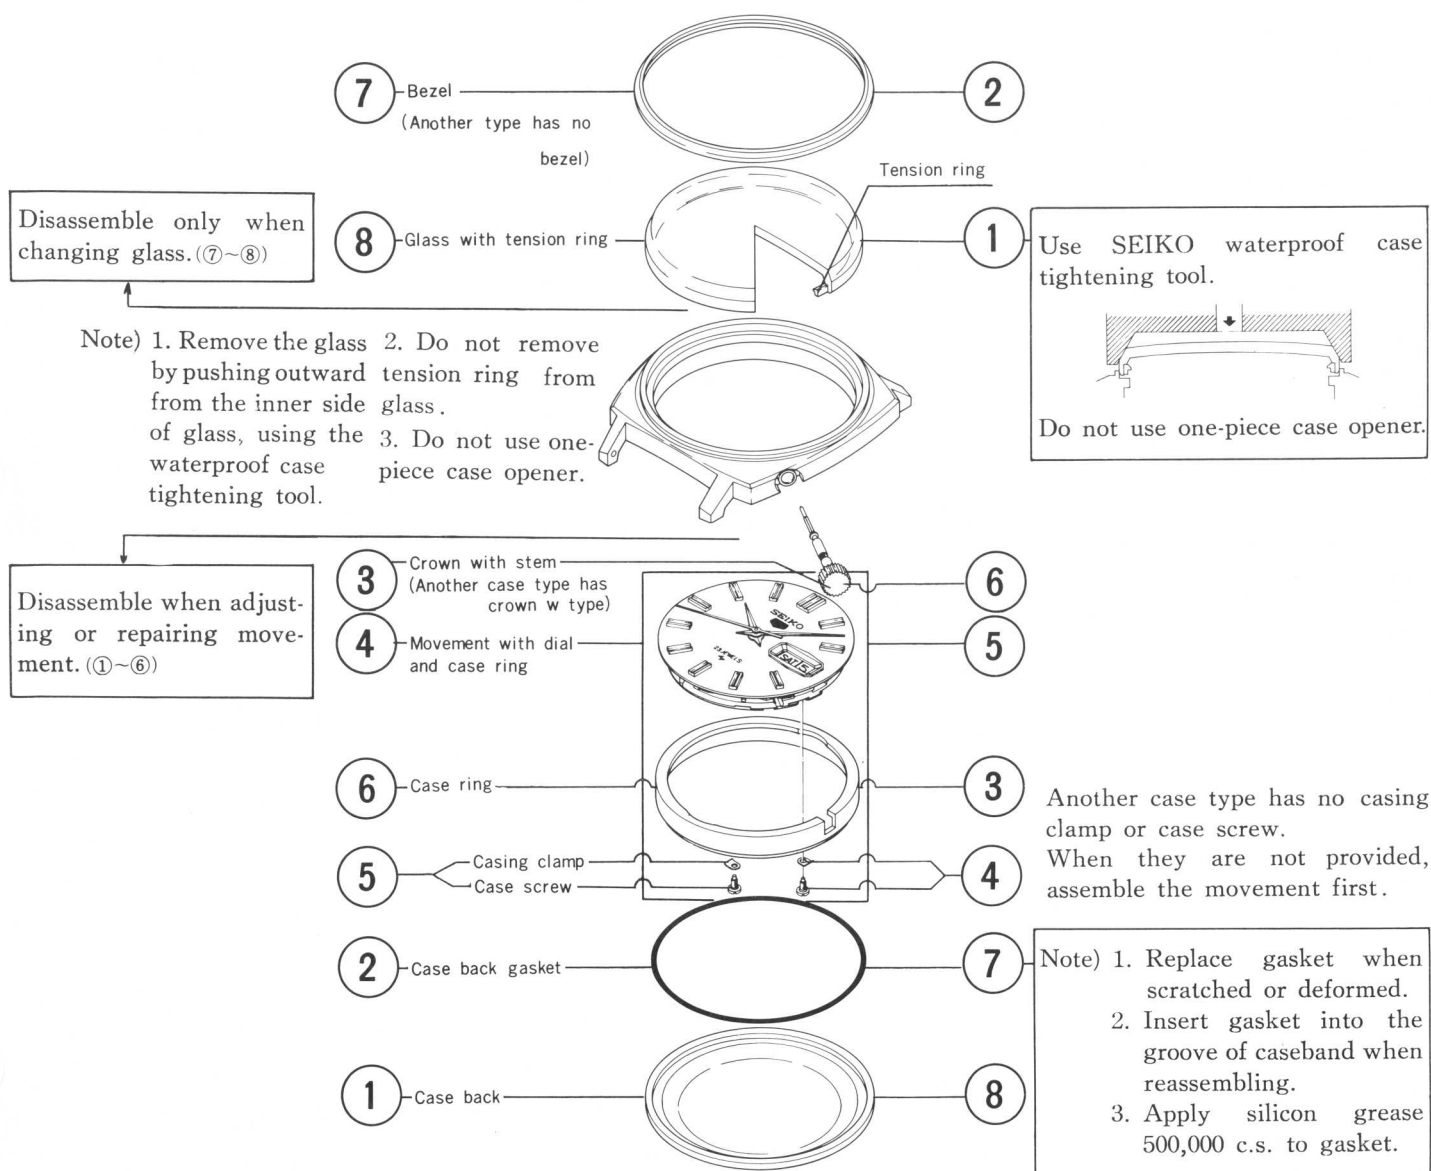 7
Bezel
(Another type has no
bezel)
2
Tension ring
Disassemble only when
changing glass. (⑦~⑧)
8
Glass with tension ring
1
Use SEIKO waterproof case
tightening tool.
Do not use one-piece case opener.
Note) 1. Remove the glass
by pushing outward
from the inner side
of glass, using the
waterproof case
tightening tool.
2. Do not remove
tension ring from
glass.
3. Do not use one-
piece case opener.
Disassemble when adjust-
ing or repairing move-
ment. (①~⑥)
3
Crown with stem
(Another case type has
crown w type)
6
4
Movement with dial
and case ring
SEIKO
SAT 15
5
6
Case ring
3
Another case type has no casing
clamp or case screw.
When they are not provided,
assemble the movement first.
5
Casing clamp
Case screw
4
2
Case back gasket
7
Note) 1. Replace gasket when
scratched or deformed.
2. Insert gasket into the
groove of caseband when
reassembling.
3. Apply silicon grease
500,000 c.s. to gasket.
1
Case back
8